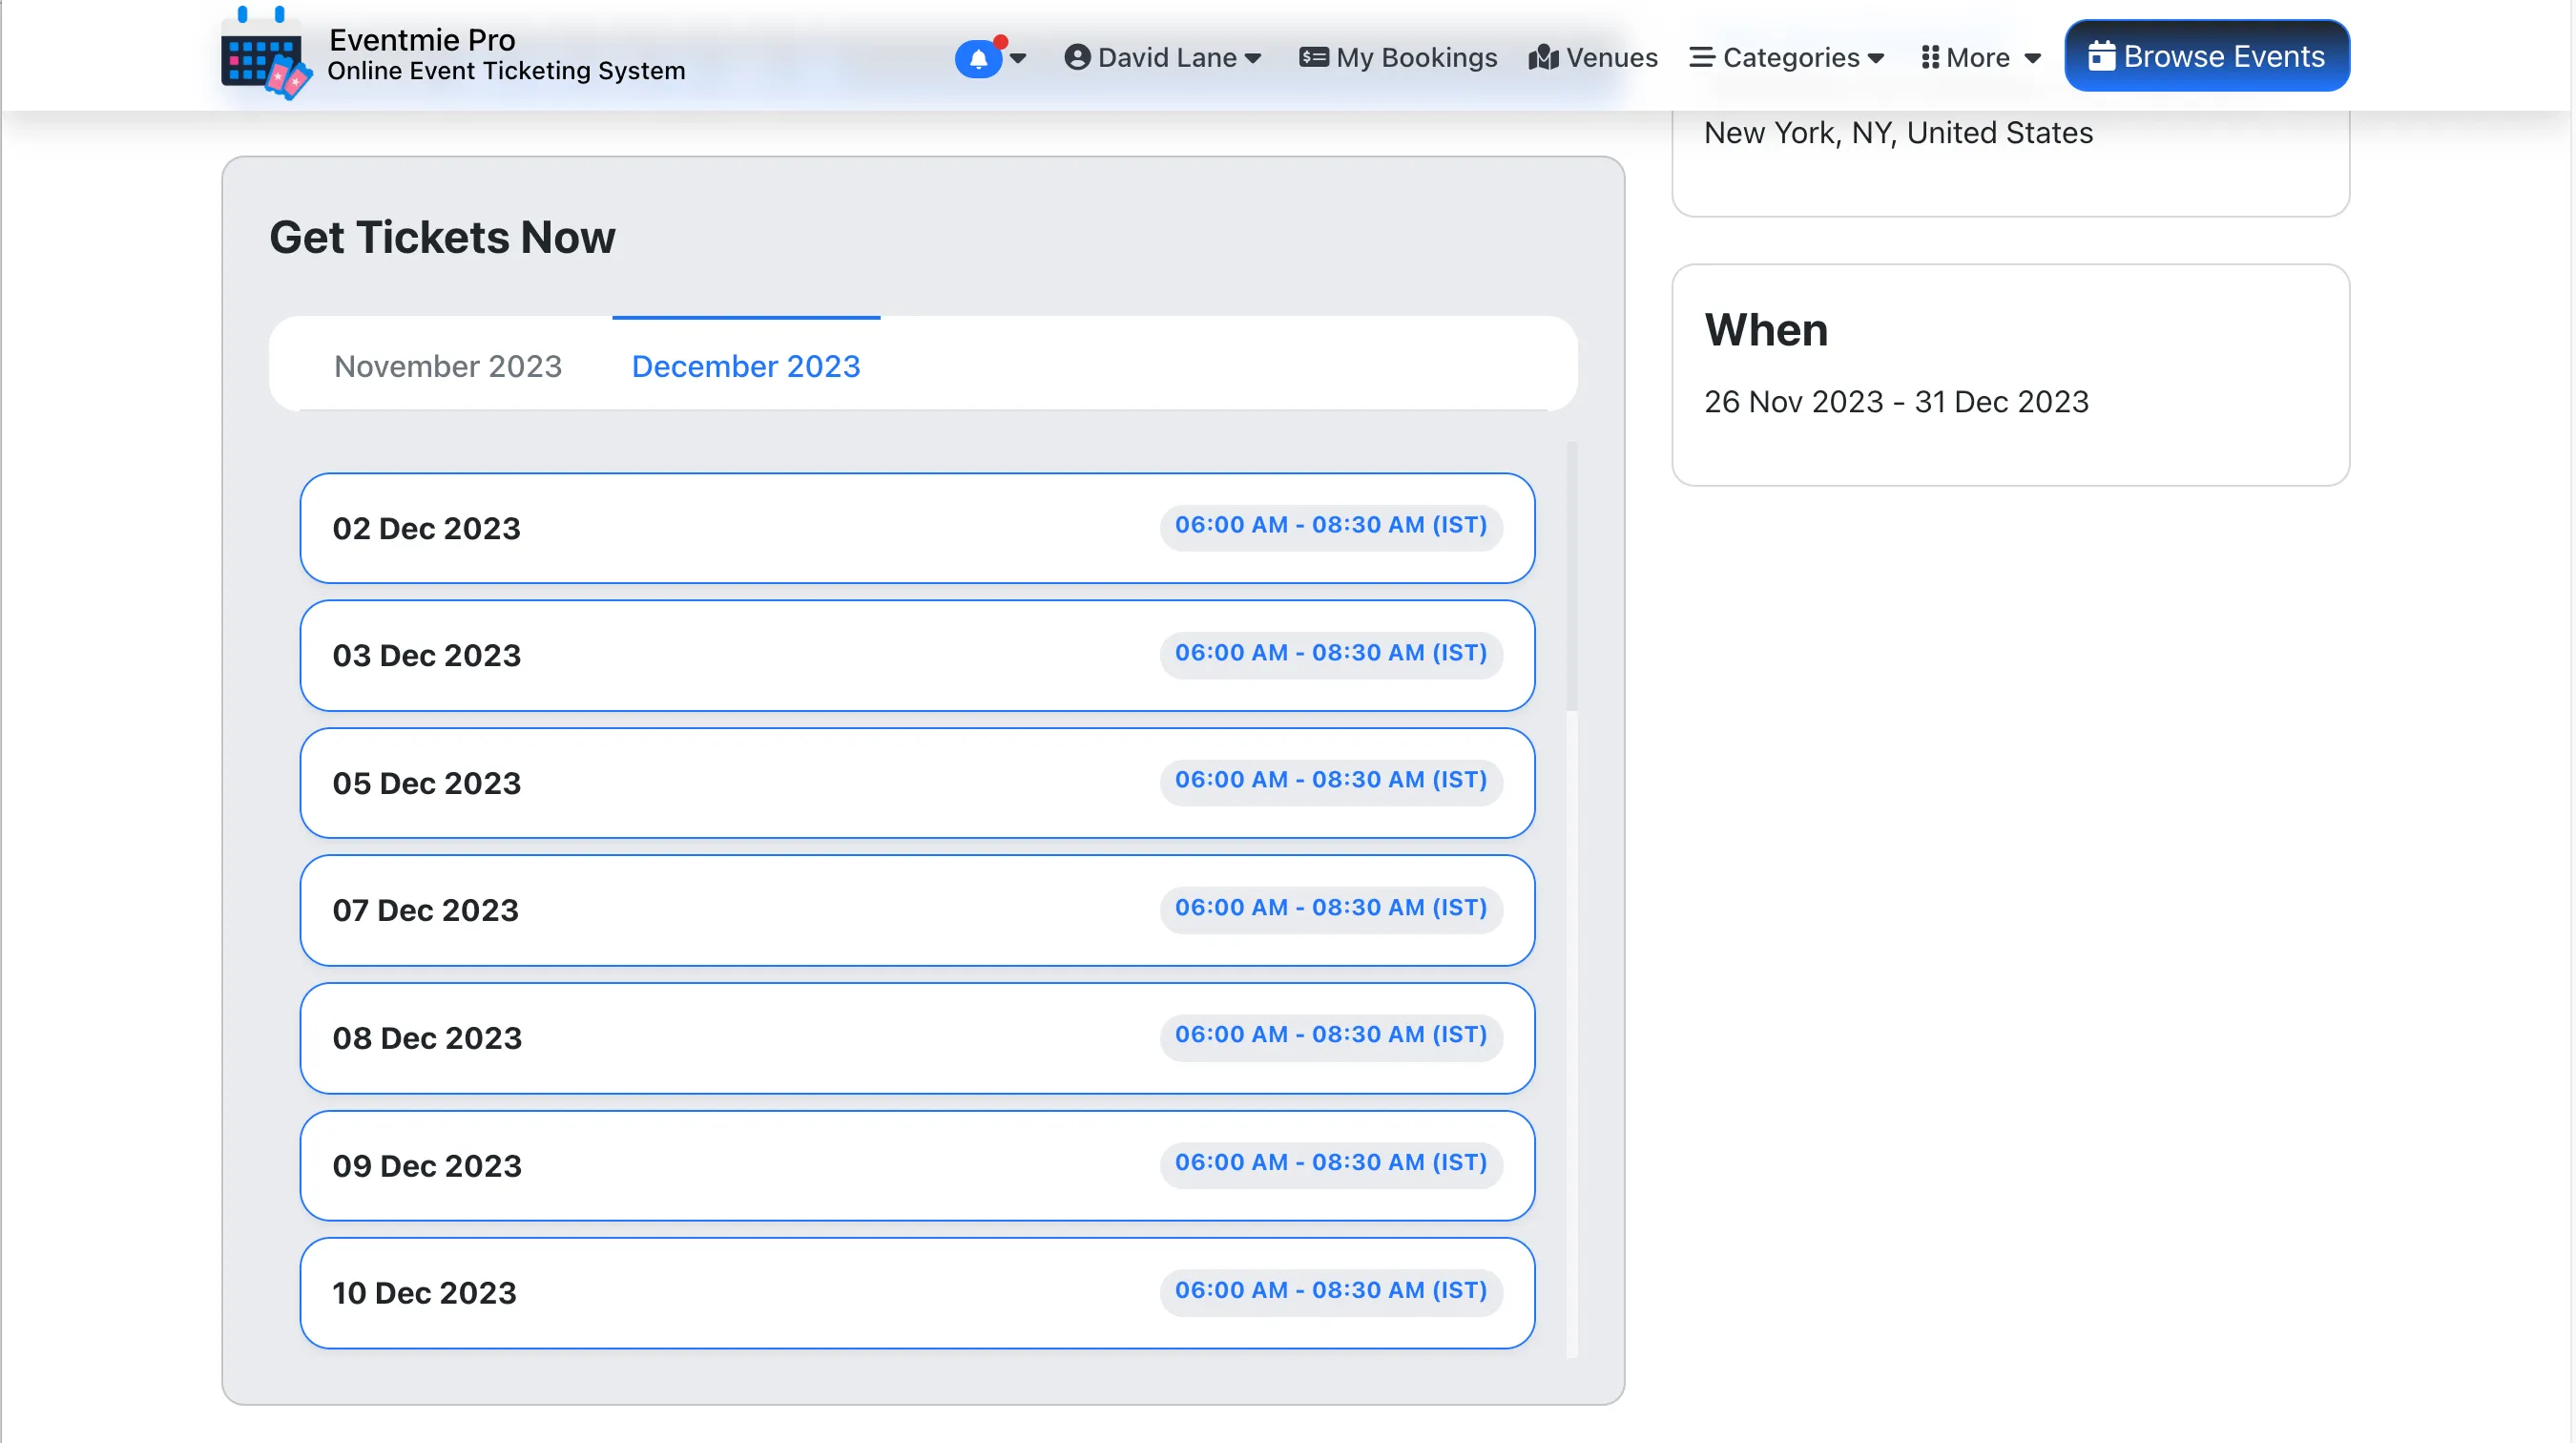 Eventmie Pro
Online Event Ticketing System
David Lane
My Bookings
Venues
Categories
More
Browse Events
New York, NY, United States
Get Tickets Now
November 2023
December 2023
02 Dec 2023
06:00 AM - 08:30 AM (IST)
03 Dec 2023
06:00 AM - 08:30 AM (IST)
05 Dec 2023
06:00 AM - 08:30 AM (IST)
07 Dec 2023
06:00 AM - 08:30 AM (IST)
08 Dec 2023
06:00 AM - 08:30 AM (IST)
09 Dec 2023
06:00 AM - 08:30 AM (IST)
10 Dec 2023
06:00 AM - 08:30 AM (IST)
When
26 Nov 2023 - 31 Dec 2023